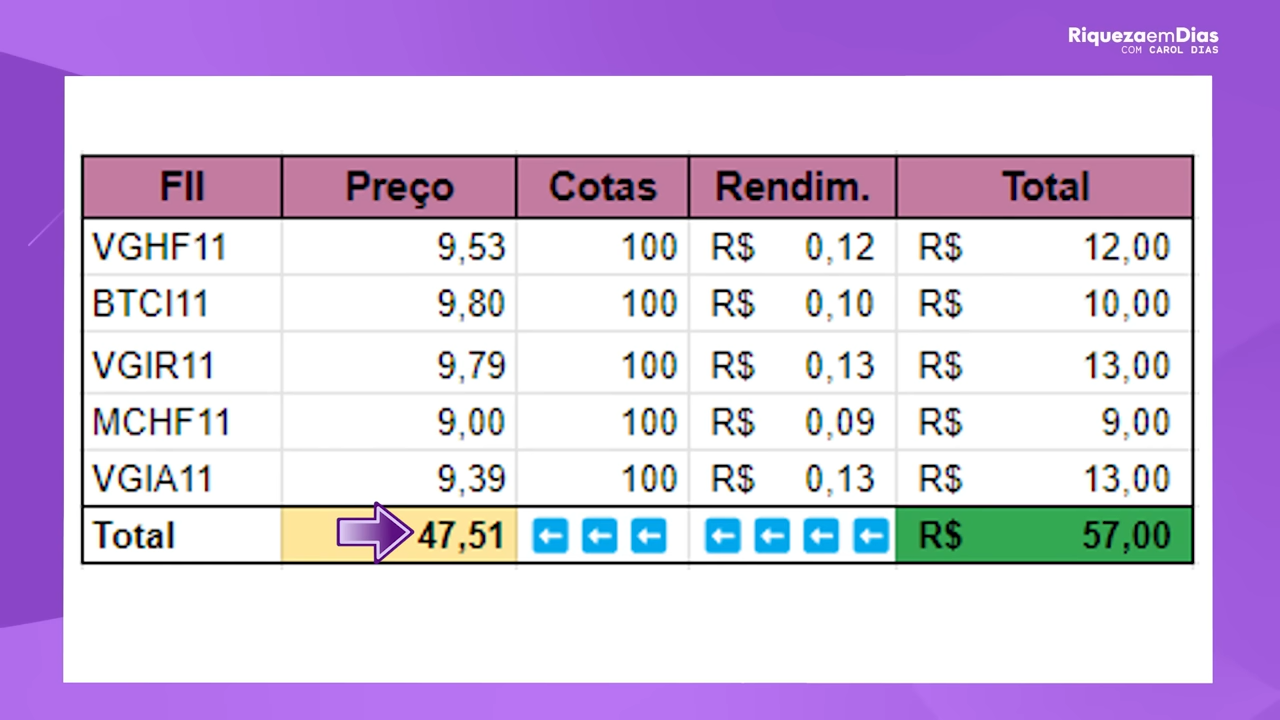 RiquezaemDias
COM CAROL DIAS
FII Preço Cotas Rendim. Total
VGHF11 9,53 100 R$ 0,12 R$ 12,00
BTCI11 9,80 100 R$ 0,10 R$ 10,00
VGIR11 9,79 100 R$ 0,13 R$ 13,00
MCHF11 9,00 100 R$ 0,09 R$ 9,00
VGIA11 9,39 100 R$ 0,13 R$ 13,00
Total 47,51 R$ 57,00